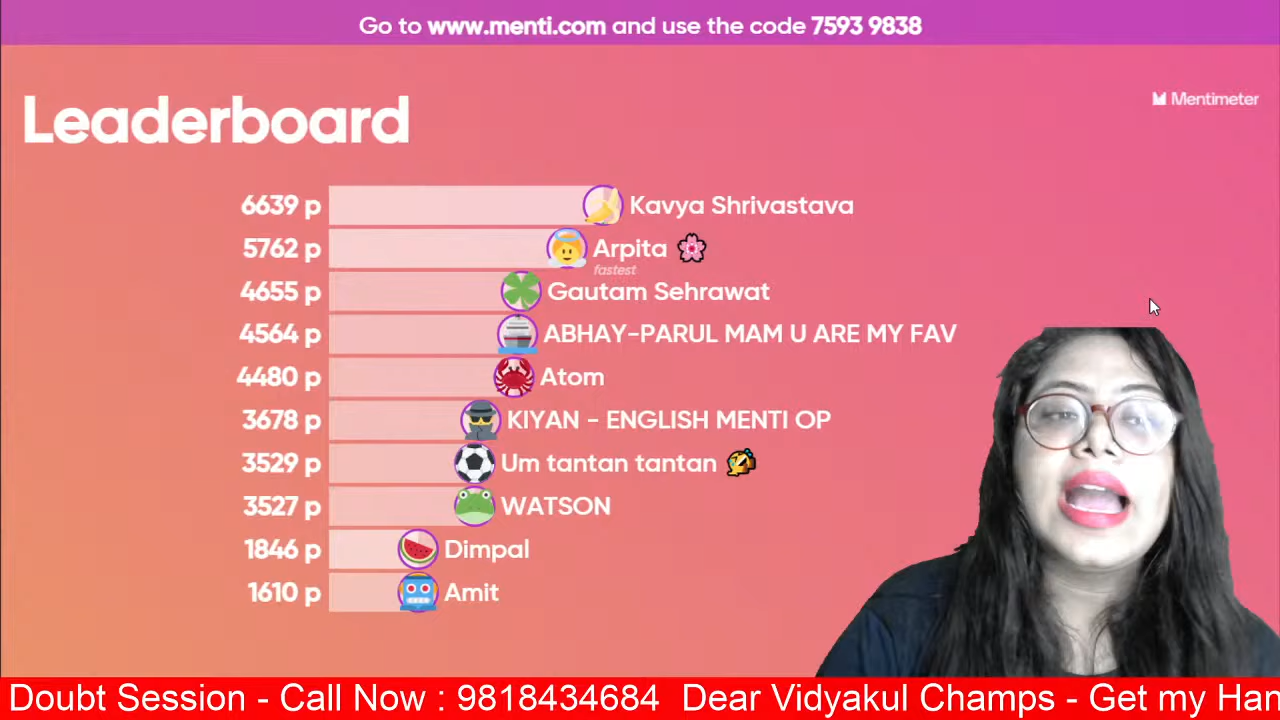 Go to www.menti.com and use the code 7593 9838
Mentimeter
Leaderboard
6639 p Kavya Shrivastava
5762 p Arpita 🌸
fastest
4655 p Gautam Sehrawat
4564 p ABHAY-PARUL MAM U ARE MY FAV
4480 p Atom
3678 p KIYAN - ENGLISH MENTI OP
3529 p Um tantan tantan 🤣
3527 p WATSON
1846 p Dimpal
1610 p Amit
Doubt Session - Call Now : 9818434684 Dear Vidyakul Champs - Get my Han